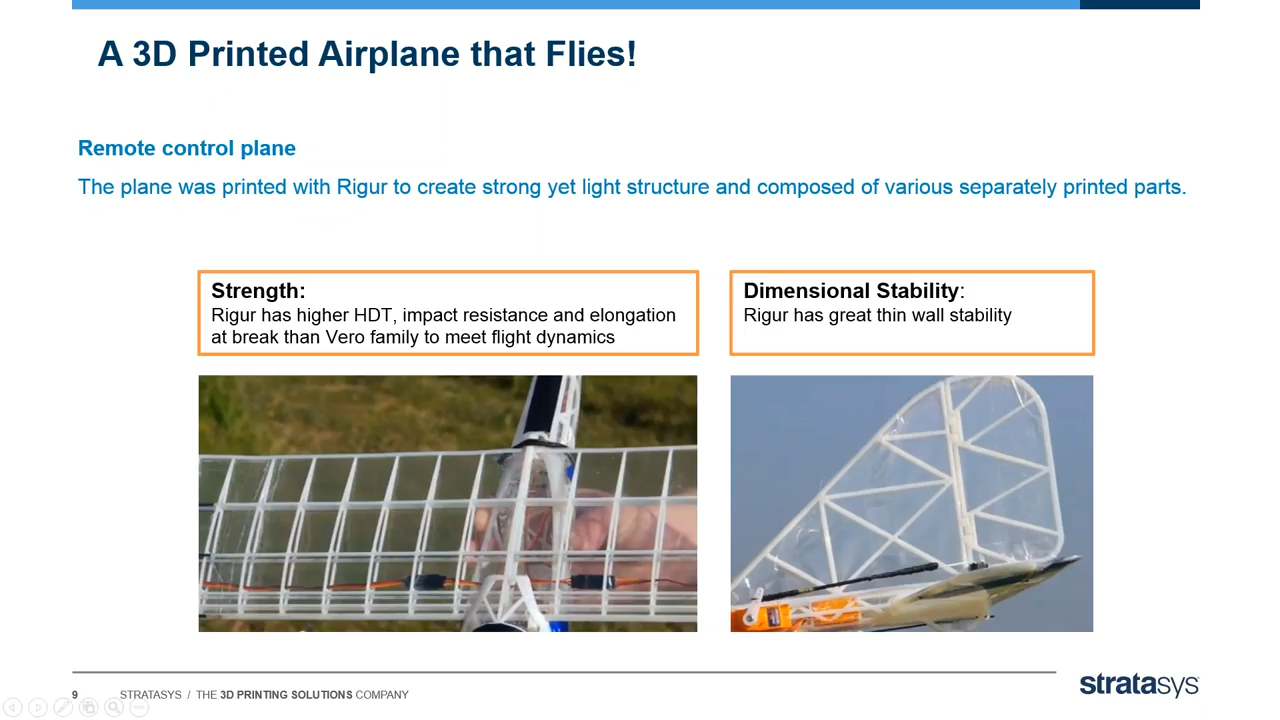 A 3D Printed Airplane that Flies!
Remote control plane
The plane was printed with Rigur to create strong yet light structure and composed of various separately printed parts.
Strength:
Rigur has higher HDT, impact resistance and elongation
at break than Vero family to meet flight dynamics
Dimensional Stability:
Rigur has great thin wall stability
9 STRATASYS / THE 3D PRINTING SOLUTIONS COMPANY
stratasys